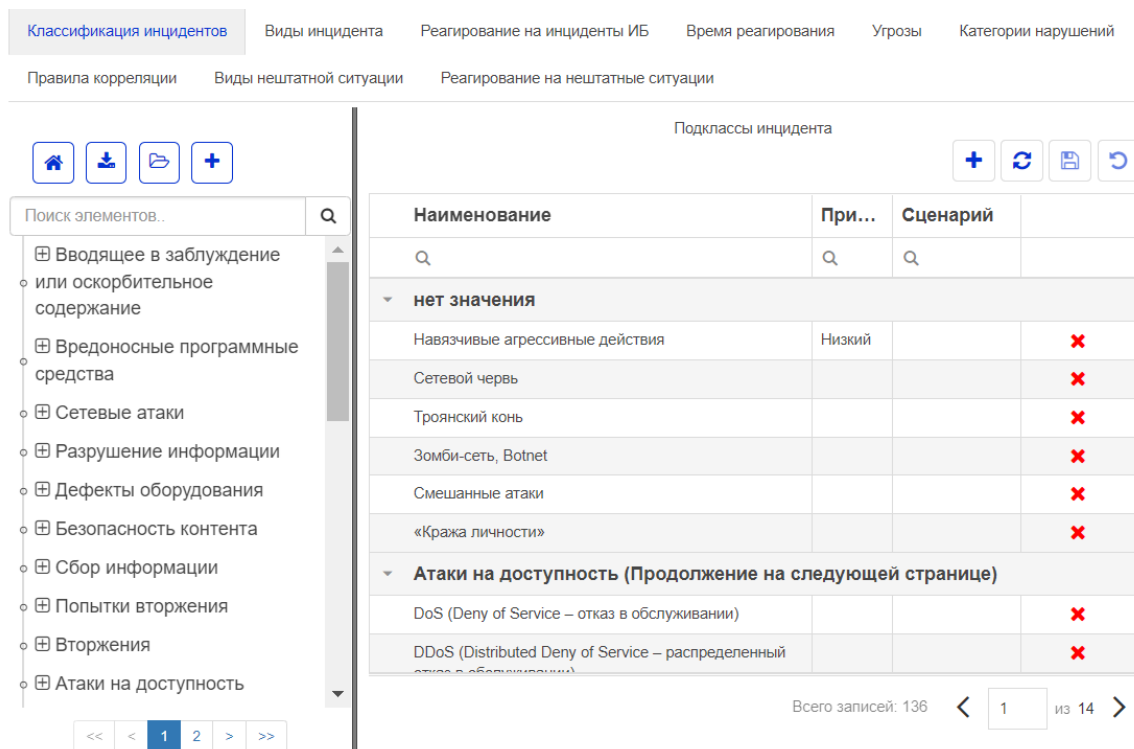 Классификация инцидентов Виды инцидента Реагирование на инциденты ИБ Время реагирования Угрозы Категории нарушений
Правила корреляции Виды нештатной ситуации Реагирование на нештатные ситуации
Поиск элементов..
Вводящее в заблуждение
или оскорбительное
содержание
Вредоносные программные
средства
Сетевые атаки
Разрушение информации
Дефекты оборудования
Безопасность контента
Сбор информации
Попытки вторжения
Вторжения
Атаки на доступность
<< < 1 2 > >>
Подклассы инцидента
Наименование При... Сценарий
нет значения
Навязчивые агрессивные действия Низкий
Сетевой червь
Троянский конь
Зомби-сеть, Botnet
Смешанные атаки
«Кража личности»
Атаки на доступность (Продолжение на следующей странице)
DoS (Deny of Service – отказ в обслуживании)
DDoS (Distributed Deny of Service – распределенный
отказ в обслуживании)
Всего записей: 136 1 из 14